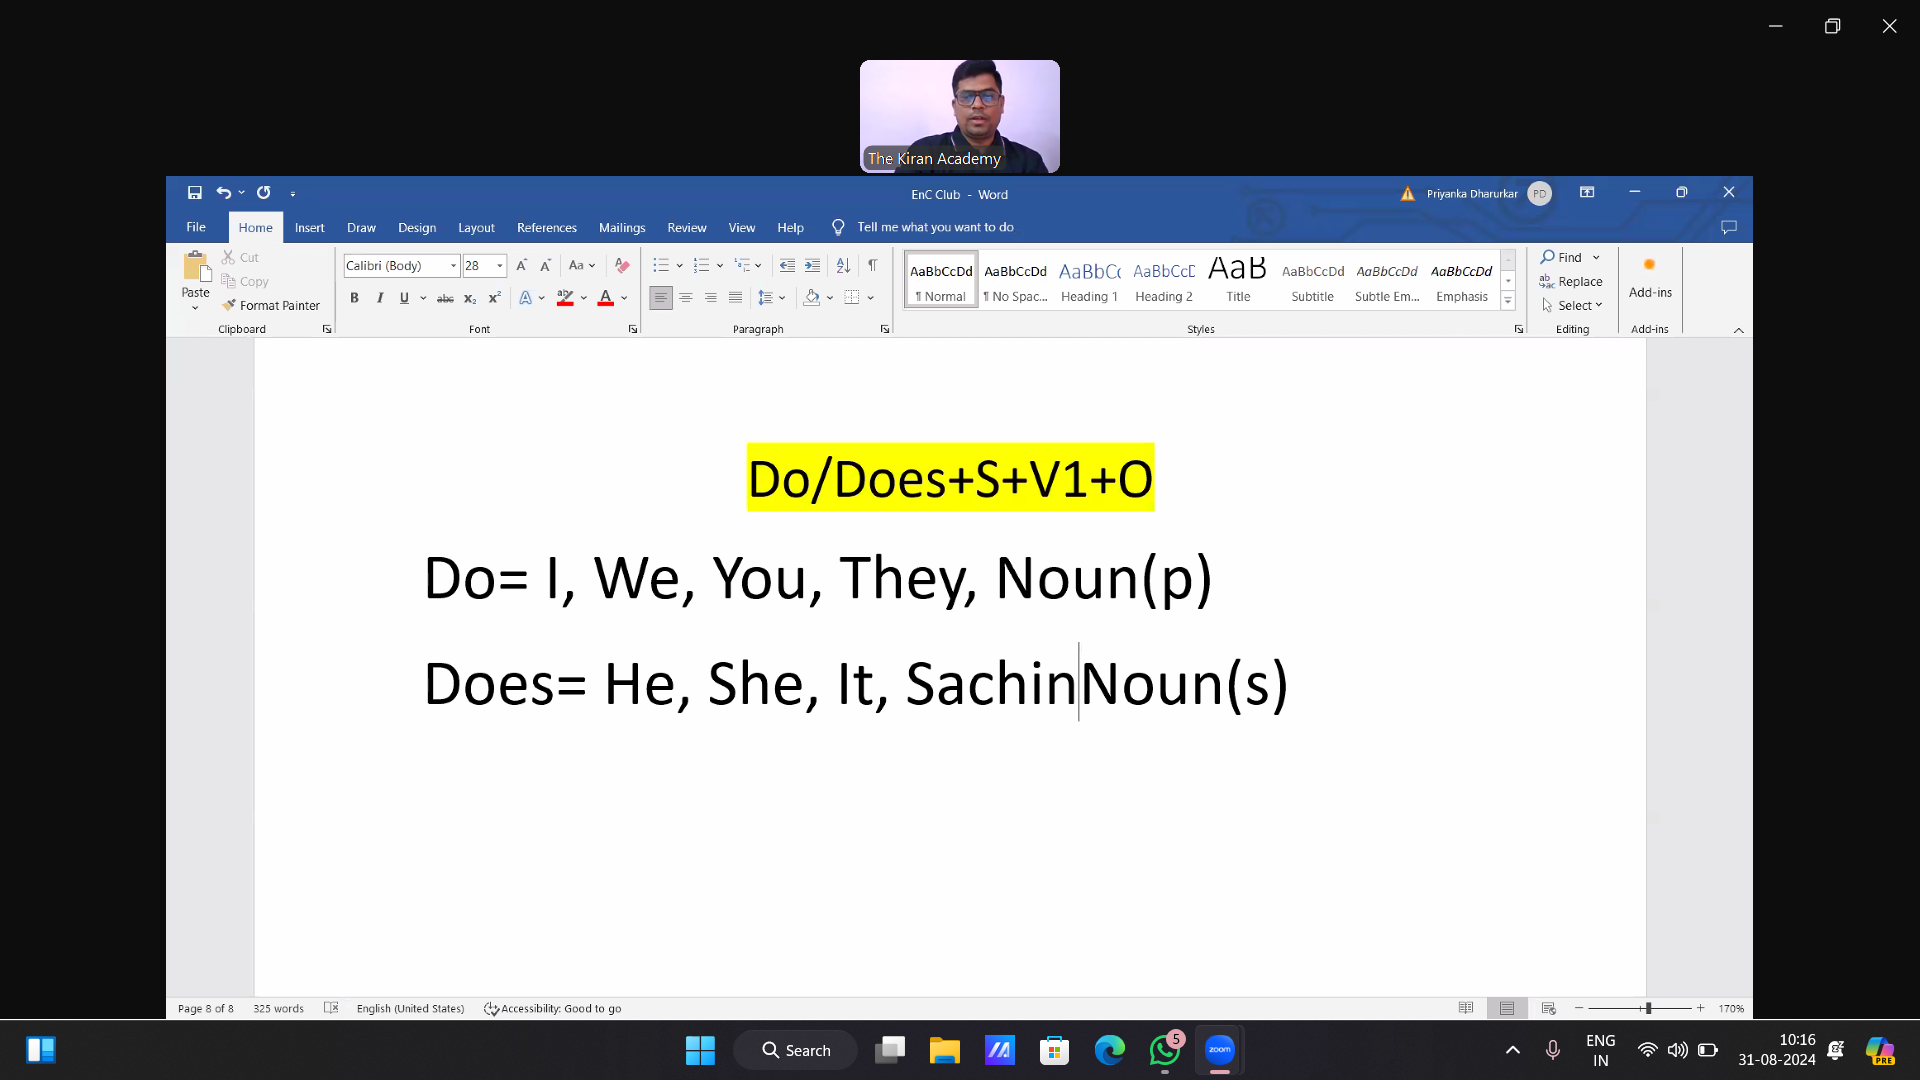 The Kiran Academy
EnC Club - Word
Priyanka Dharurkar PD
File Home Insert Draw Design Layout References Mailings Review View Help Tell me what you want to do
Paste
Cut
Copy
Format Painter
Calibri (Body) 28
AaBbCcDd AaBbCcDd AaBbCc AaBbCcD AaB AaBbCcDd AaBbCcDd AaBbCcDd
¶ Normal ¶ No Spac... Heading 1 Heading 2 Title Subtitle Subtle Em... Emphasis
Find
Replace
Select
Add-ins
Clipboard Font Paragraph Styles Editing Add-ins
Do/Does+S+V1+O
Do= I, We, You, They, Noun(p)
Does= He, She, It, SachinNoun(s)
Page 8 of 8 325 words English (United States) Accessibility: Good to go 170%
Search
5
zoom
ENG
IN
10:16
31-08-2024
PRE